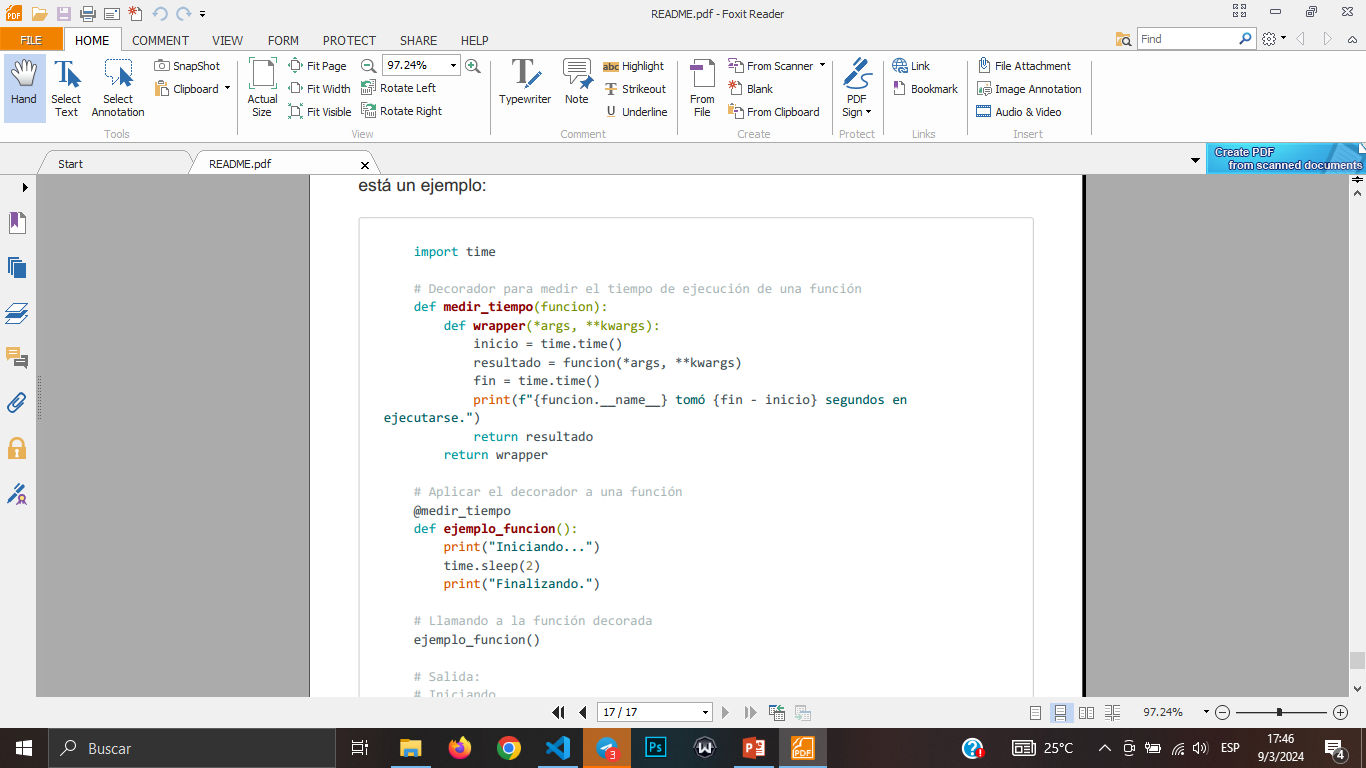 README.pdf - Foxit Reader
FILE HOME COMMENT VIEW FORM PROTECT SHARE HELP
Find
Hand
Select Text
Select Annotation
SnapShot
Clipboard
Tools
Actual Size
Fit Page
Fit Width
Fit Visible
97.24%
Rotate Left
Rotate Right
View
Typewriter
Note
abc Highlight
T Strikeout
U Underline
Comment
From File
From Scanner
Blank
From Clipboard
Create
PDF Sign
Protect
Link
Bookmark
Links
File Attachment
Image Annotation
Audio & Video
Insert
Start
README.pdf
Create PDF
from scanned documents
está un ejemplo:
import time
# Decorador para medir el tiempo de ejecución de una función
def medir_tiempo(funcion):
    def wrapper(*args, **kwargs):
        inicio = time.time()
        resultado = funcion(*args, **kwargs)
        fin = time.time()
        print(f"{funcion.__name__} tomó {fin - inicio} segundos en
ejecutarse.")
        return resultado
    return wrapper
# Aplicar el decorador a una función
@medir_tiempo
def ejemplo_funcion():
    print("Iniciando...")
    time.sleep(2)
    print("Finalizando.")
# Llamando a la función decorada
ejemplo_funcion()
# Salida:
# Iniciando
17 / 17
97.24%
Buscar
3
Ps
PDF
25°C
ESP
17:46
9/3/2024
4